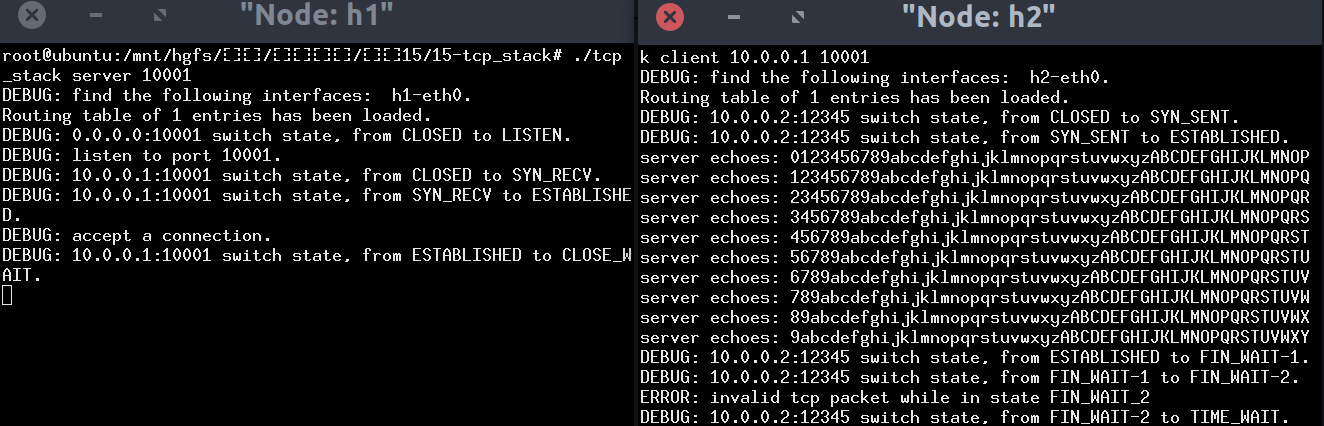 "Node: h1"
root@ubuntu:/mnt/hgfs/[][]/[][][][]/[][]15/15-tcp_stack# ./tcp
_stack server 10001
DEBUG: find the following interfaces:  h1-eth0.
Routing table of 1 entries has been loaded.
DEBUG: 0.0.0.0:10001 switch state, from CLOSED to LISTEN.
DEBUG: listen to port 10001.
DEBUG: 10.0.0.1:10001 switch state, from CLOSED to SYN_RECV.
DEBUG: 10.0.0.1:10001 switch state, from SYN_RECV to ESTABLISHE
D.
DEBUG: accept a connection.
DEBUG: 10.0.0.1:10001 switch state, from ESTABLISHED to CLOSE_W
AIT.
"Node: h2"
k client 10.0.0.1 10001
DEBUG: find the following interfaces:  h2-eth0.
Routing table of 1 entries has been loaded.
DEBUG: 10.0.0.2:12345 switch state, from CLOSED to SYN_SENT.
DEBUG: 10.0.0.2:12345 switch state, from SYN_SENT to ESTABLISHED.
server echoes: 0123456789abcdefghijklmnopqrstuvwxyzABCDEFGHIJKLMNOP
server echoes: 123456789abcdefghijklmnopqrstuvwxyzABCDEFGHIJKLMNOPQ
server echoes: 23456789abcdefghijklmnopqrstuvwxyzABCDEFGHIJKLMNOPQR
server echoes: 3456789abcdefghijklmnopqrstuvwxyzABCDEFGHIJKLMNOPQRS
server echoes: 456789abcdefghijklmnopqrstuvwxyzABCDEFGHIJKLMNOPQRST
server echoes: 56789abcdefghijklmnopqrstuvwxyzABCDEFGHIJKLMNOPQRSTU
server echoes: 6789abcdefghijklmnopqrstuvwxyzABCDEFGHIJKLMNOPQRSTUV
server echoes: 789abcdefghijklmnopqrstuvwxyzABCDEFGHIJKLMNOPQRSTUVW
server echoes: 89abcdefghijklmnopqrstuvwxyzABCDEFGHIJKLMNOPQRSTUVWX
server echoes: 9abcdefghijklmnopqrstuvwxyzABCDEFGHIJKLMNOPQRSTUVWXY
DEBUG: 10.0.0.2:12345 switch state, from ESTABLISHED to FIN_WAIT-1.
DEBUG: 10.0.0.2:12345 switch state, from FIN_WAIT-1 to FIN_WAIT-2.
ERROR: invalid tcp packet while in state FIN_WAIT_2
DEBUG: 10.0.0.2:12345 switch state, from FIN_WAIT-2 to TIME_WAIT.